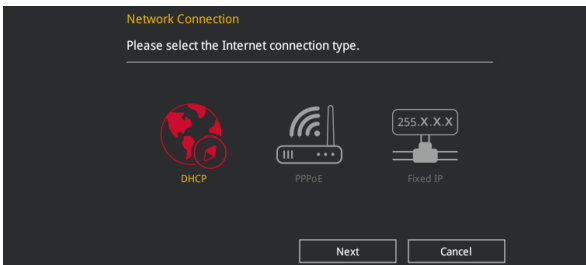 Network Connection
Please select the Internet connection type.
255.X.X.X
DHCP
PPPoE
Fixed IP
Next
Cancel